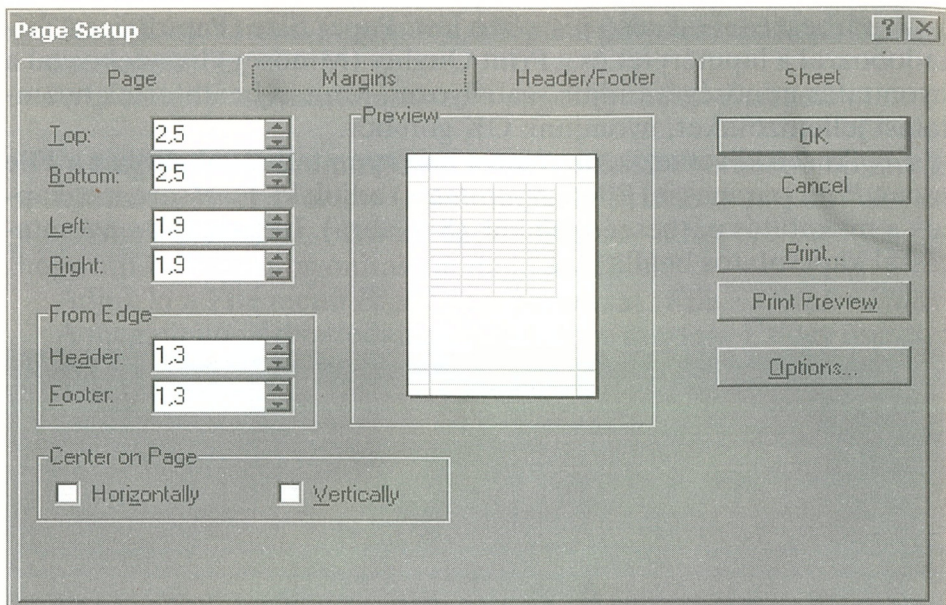 Page Setup
Page Margins Header/Footer Sheet
Top: 2,5
Bottom: 2,5
Left: 1,9
Right: 1,9
From Edge
Header: 1,3
Footer: 1,3
Preview
Center on Page
Horizontally Vertically
OK
Cancel
Print...
Print Preview
Options...